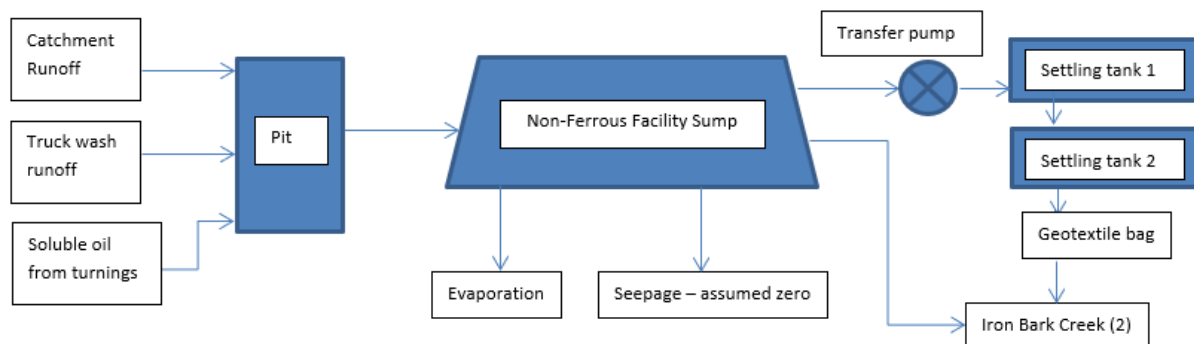 Catchment
Runoff
Truck wash
runoff
Soluble oil
from turnings
Pit
Non-Ferrous Facility Sump
Evaporation
Seepage – assumed zero
Transfer pump
Settling tank 1
Settling tank 2
Geotextile bag
Iron Bark Creek (2)